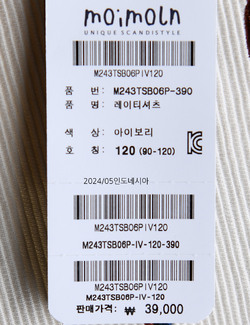 moimoln
UNIQUE SCANDISTYLE
M243TSB06PIV120
품 번: M243TSB06P-390
품 명: 레이티셔츠
색 상: 아이보리
호 칭: 120 (90-120)
2024/05인도네시아
M243TSB06PIV120
M243TSB06P-IV-120-390
M243TSB06PIV120
M243TSB06P-IV-120
판매가격: ₩ 39,000